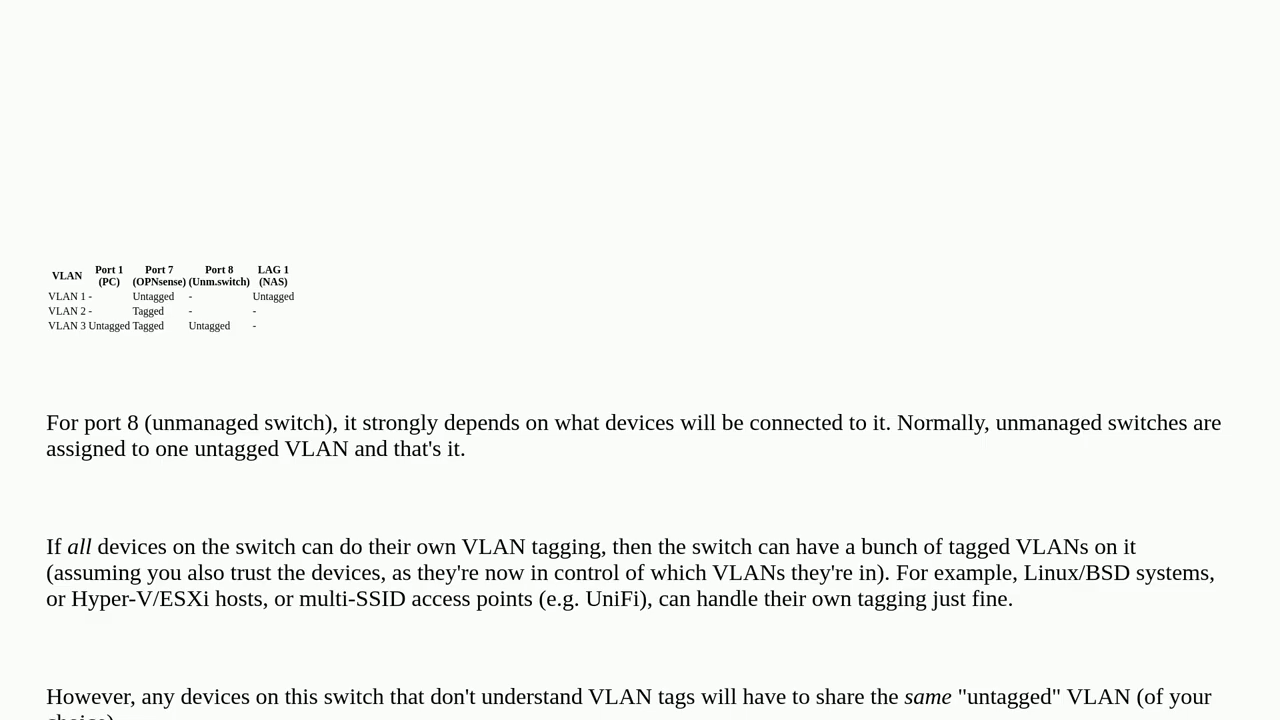 VLAN Port 1 (PC) Port 7 (OPNsense) Port 8 (Unm.switch) LAG 1 (NAS)
VLAN 1 - Untagged - Untagged
VLAN 2 - Tagged - -
VLAN 3 Untagged Tagged Untagged -
For port 8 (unmanaged switch), it strongly depends on what devices will be connected to it. Normally, unmanaged switches are
assigned to one untagged VLAN and that's it.
If all devices on the switch can do their own VLAN tagging, then the switch can have a bunch of tagged VLANs on it
(assuming you also trust the devices, as they're now in control of which VLANs they're in). For example, Linux/BSD systems,
or Hyper-V/ESXi hosts, or multi-SSID access points (e.g. UniFi), can handle their own tagging just fine.
However, any devices on this switch that don't understand VLAN tags will have to share the same "untagged" VLAN (of your